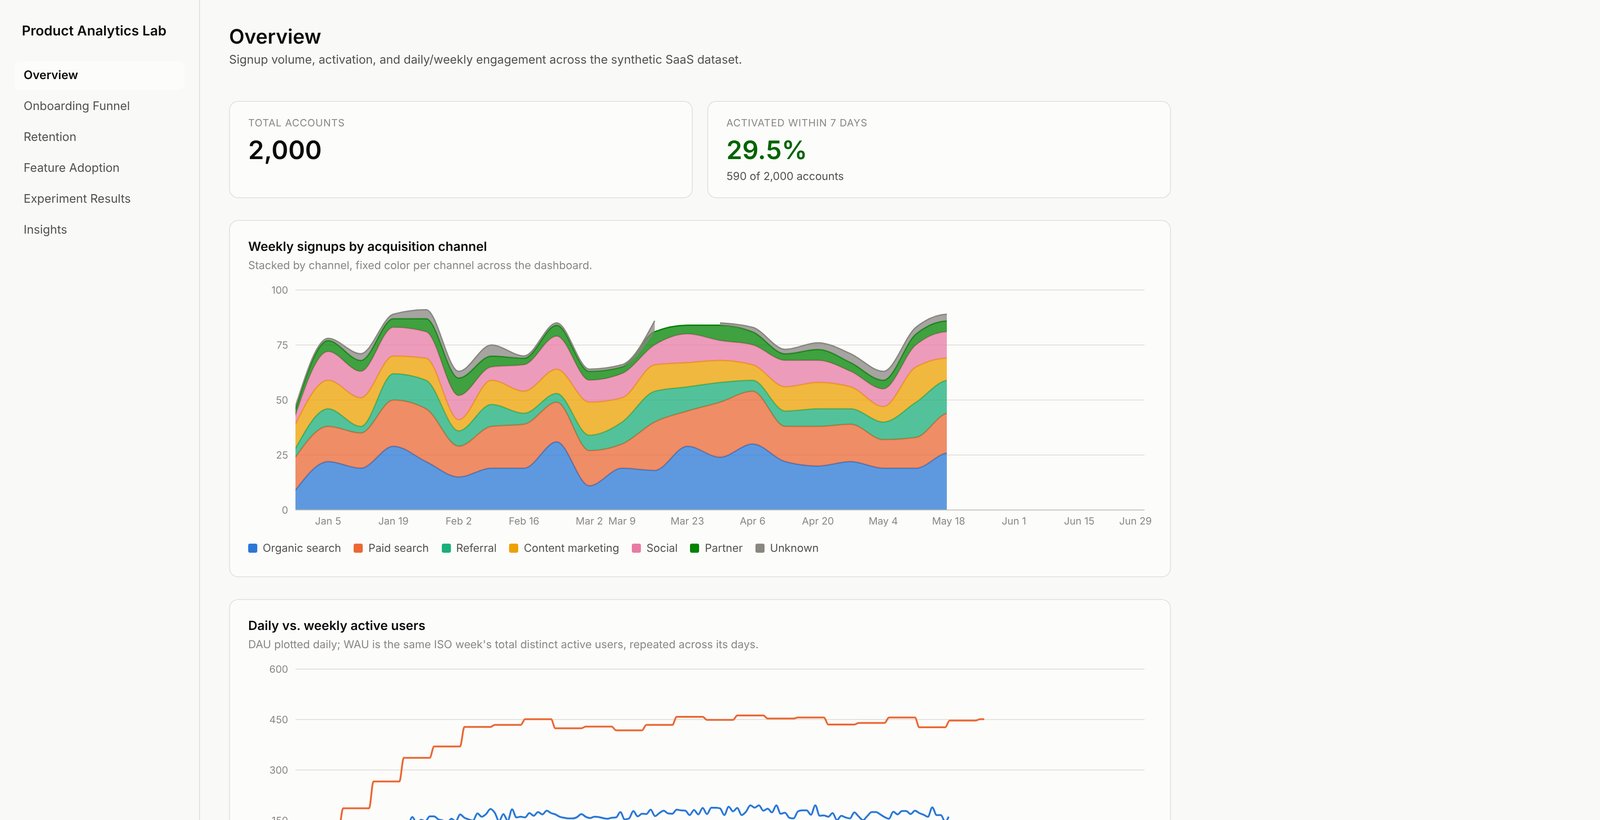 Product Analytics Lab
Overview
Onboarding Funnel
Retention
Feature Adoption
Experiment Results
Insights
Overview
Signup volume, activation, and daily/weekly engagement across the synthetic SaaS dataset.
TOTAL ACCOUNTS
2,000
ACTIVATED WITHIN 7 DAYS
29.5%
590 of 2,000 accounts
Weekly signups by acquisition channel
Stacked by channel, fixed color per channel across the dashboard.
100
75
50
25
0
Jan 5 Jan 19 Feb 2 Feb 16 Mar 2 Mar 9 Mar 23 Apr 6 Apr 20 May 4 May 18 Jun 1 Jun 15 Jun 29
Organic search Paid search Referral Content marketing Social Partner Unknown
Daily vs. weekly active users
DAU plotted daily; WAU is the same ISO week's total distinct active users, repeated across its days.
600
450
300
150